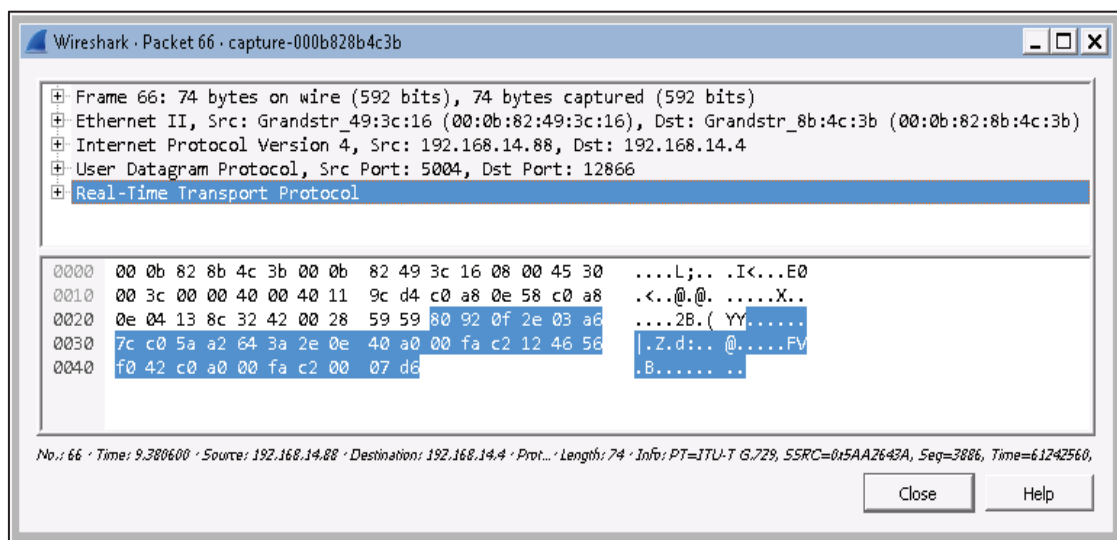 Wireshark · Packet 66 · capture-000b828b4c3b
Frame 66: 74 bytes on wire (592 bits), 74 bytes captured (592 bits)
Ethernet II, Src: Grandstr_49:3c:16 (00:0b:82:49:3c:16), Dst: Grandstr_8b:4c:3b (00:0b:82:8b:4c:3b)
Internet Protocol Version 4, Src: 192.168.14.88, Dst: 192.168.14.4
User Datagram Protocol, Src Port: 5004, Dst Port: 12866
Real-Time Transport Protocol
0000 00 0b 82 8b 4c 3b 00 0b 82 49 3c 16 08 00 45 30 ....L;.. .I<...E0
0010 00 3c 00 00 40 00 40 11 9c d4 c0 a8 0e 58 c0 a8 .<..@.@. .....X..
0020 0e 04 13 8c 32 42 00 28 59 59 80 92 0f 2e 03 a6 ....2B.( YY......
0030 7c c0 5a a2 64 3a 2e 0e 40 a0 00 fa c2 12 46 56 |.Z.d:.. @.....FV
0040 f0 42 c0 a0 00 fa c2 00 07 d6 .B...... ..
No.: 66 · Time: 9.380600 · Source: 192.168.14.88 · Destination: 192.168.14.4 · Prot... · Length: 74 · Info: PT=ITU-T G.729, SSRC=0x5AA2643A, Seq=3886, Time=61242560,
Close Help